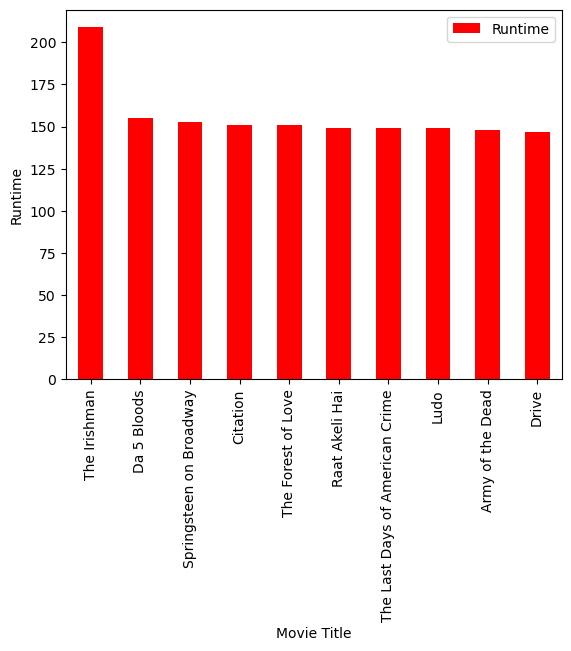 Runtime
200
175
150
125
100
75
50
25
0
Runtime
The Irishman
Da 5 Bloods
Springsteen on Broadway
Citation
The Forest of Love
Raat Akeli Hai
The Last Days of American Crime
Ludo
Army of the Dead
Drive
Movie Title